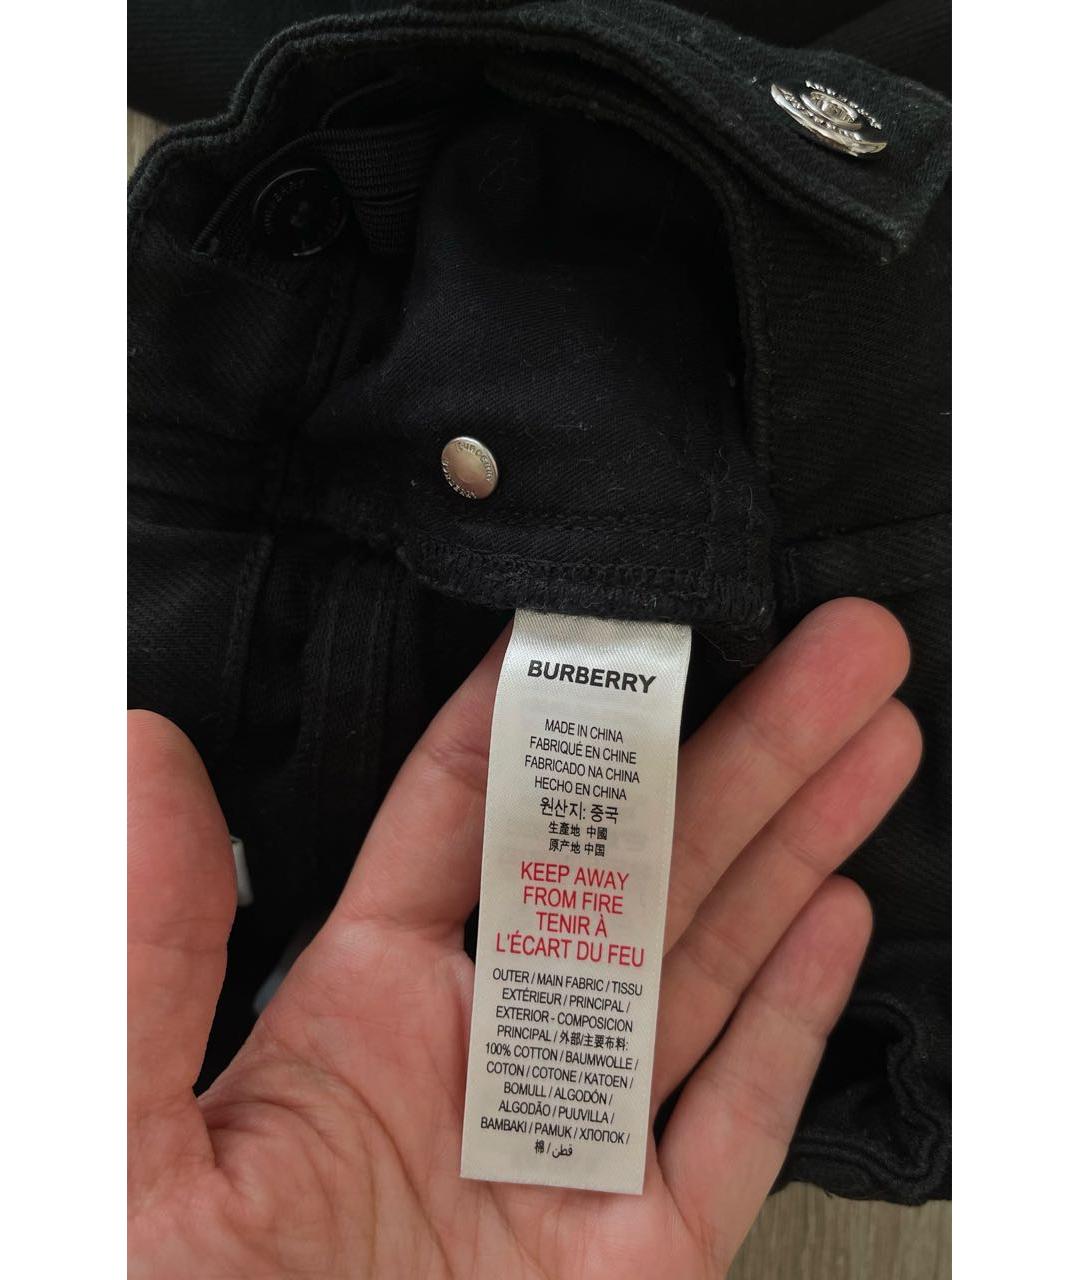 BURBERRY
BURBERRY
MADE IN CHINA
FABRIQUÉ EN CHINE
FABRICADO NA CHINA
HECHO EN CHINA
원산지: 중국
生產地 中國
原产地 中国
KEEP AWAY
FROM FIRE
TENIR À
L'ÉCART DU FEU
OUTER / MAIN FABRIC / TISSU
EXTÉRIEUR / PRINCIPAL /
EXTERIOR - COMPOSICION
PRINCIPAL / 外部/主要布料:
100% COTTON / BAUMWOLLE /
COTON / COTONE / KATOEN /
BOMULL / ALGODÓN /
ALGODÃO / PUUVILLA /
BAMBAKI / PAMUK / ХЛОПОК /
棉 / قطن